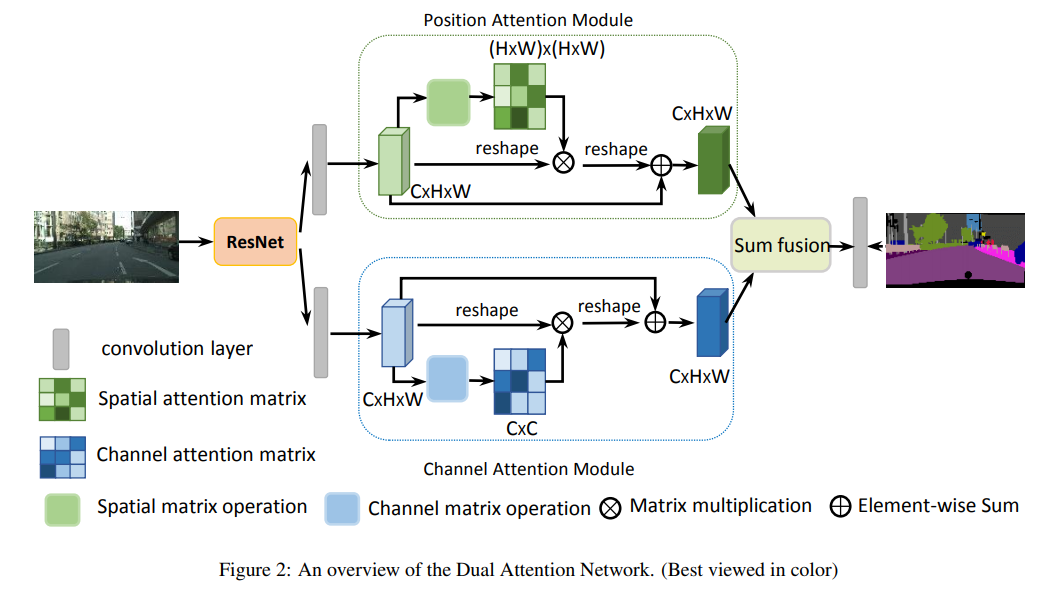 Position Attention Module
(HxW)x(HxW)
CxHxW
reshape
reshape
CxHxW
ResNet
Sum fusion
reshape
reshape
CxHxW
CxHxW
CxC
Channel Attention Module
convolution layer
Spatial attention matrix
Channel attention matrix
Spatial matrix operation
Channel matrix operation
Matrix multiplication
Element-wise Sum
Figure 2: An overview of the Dual Attention Network. (Best viewed in color)